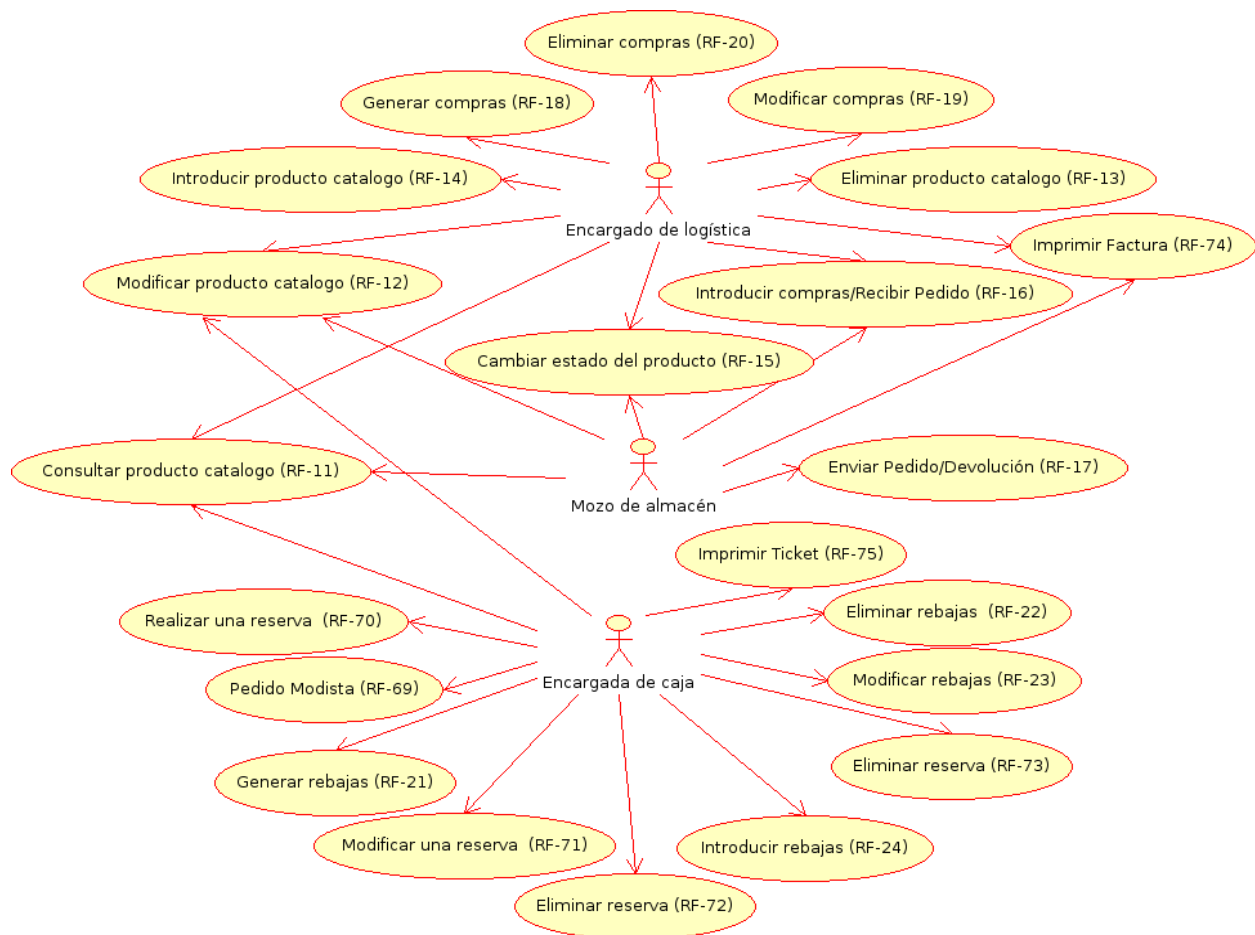 Eliminar compras (RF-20)
Generar compras (RF-18)
Modificar compras (RF-19)
Introducir producto catalogo (RF-14)
Eliminar producto catalogo (RF-13)
Encargado de logística
Imprimir Factura (RF-74)
Modificar producto catalogo (RF-12)
Introducir compras/Recibir Pedido (RF-16)
Cambiar estado del producto (RF-15)
Consultar producto catalogo (RF-11)
Enviar Pedido/Devolución (RF-17)
Mozo de almacén
Imprimir Ticket (RF-75)
Realizar una reserva  (RF-70)
Eliminar rebajas  (RF-22)
Pedido Modista (RF-69)
Encargada de caja
Modificar rebajas (RF-23)
Eliminar reserva (RF-73)
Generar rebajas (RF-21)
Modificar una reserva  (RF-71)
Introducir rebajas (RF-24)
Eliminar reserva (RF-72)